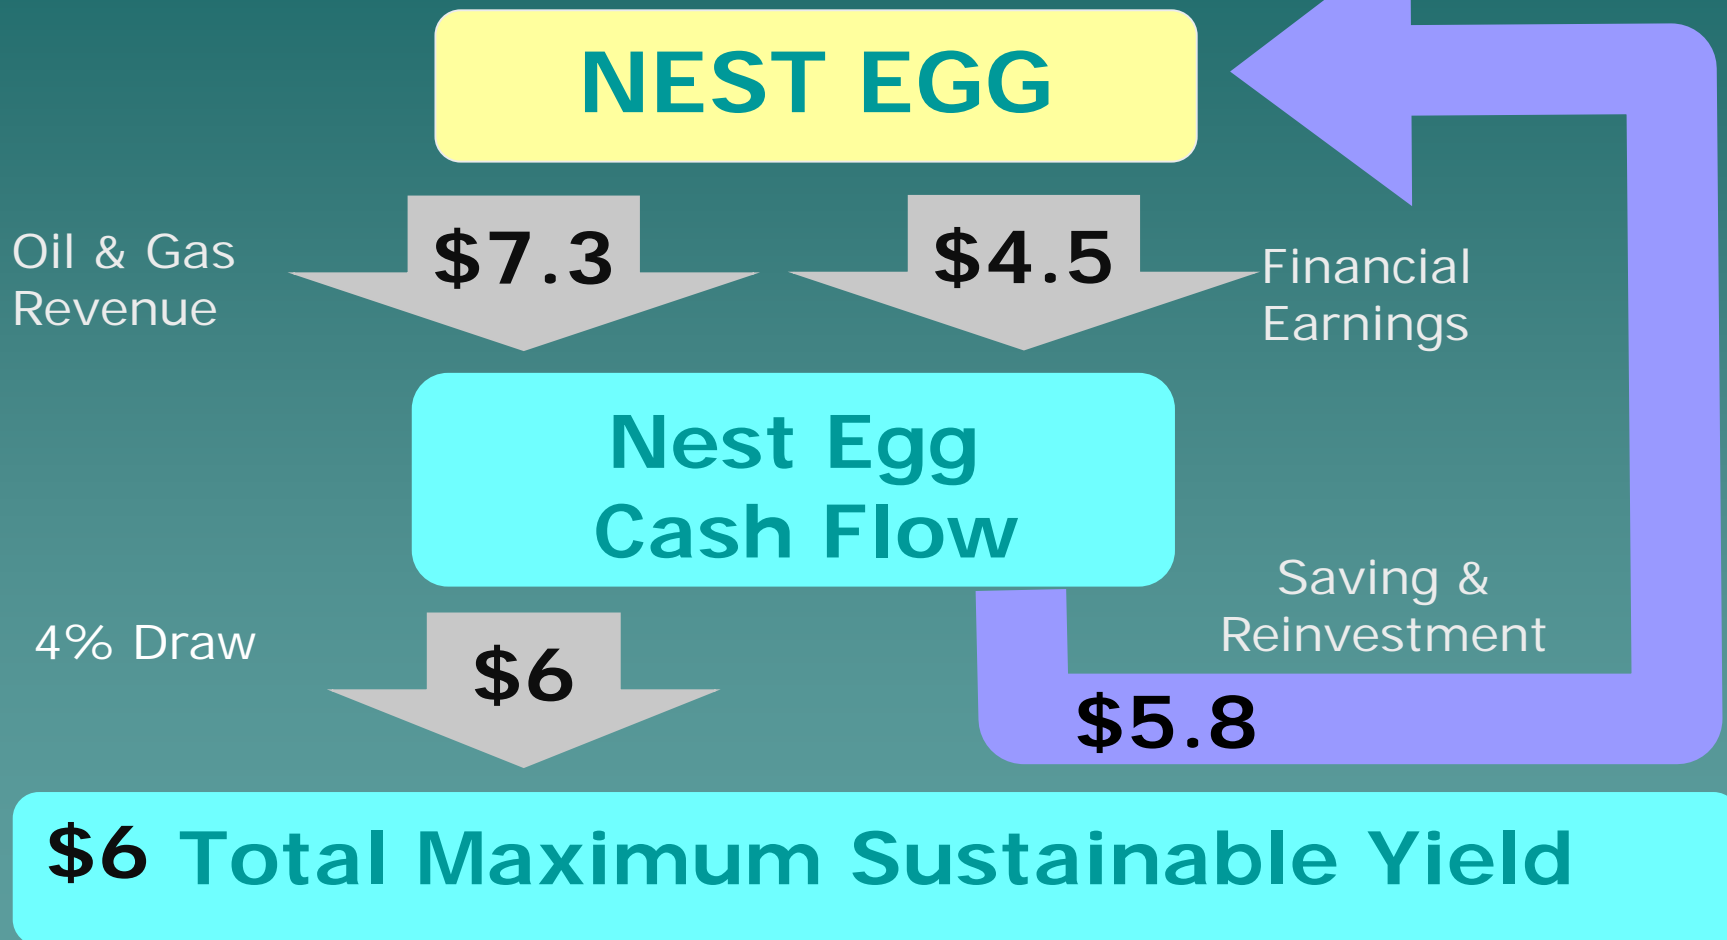 NEST EGG
$7.3
$4.5
Oil & Gas
Revenue
Financial
Earnings
Nest Egg
Cash Flow
Saving &
Reinvestment
4% Draw
$6
$5.8
$6 Total Maximum Sustainable Yield